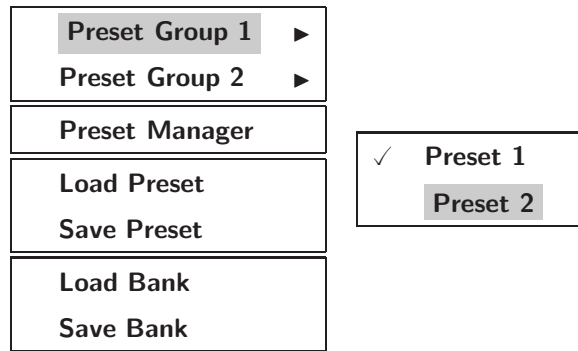 Preset Group 1 ▶
Preset Group 2 ▶
Preset Manager
Load Preset
Save Preset
Load Bank
Save Bank
✓ Preset 1
Preset 2